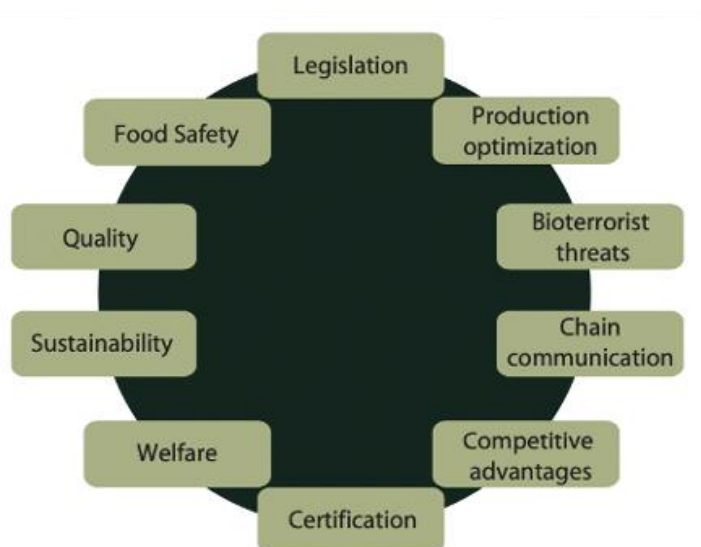 Legislation
Food Safety
Production
optimization
Quality
Bioterrorist
threats
Sustainability
Chain
communication
Welfare
Competitive
advantages
Certification